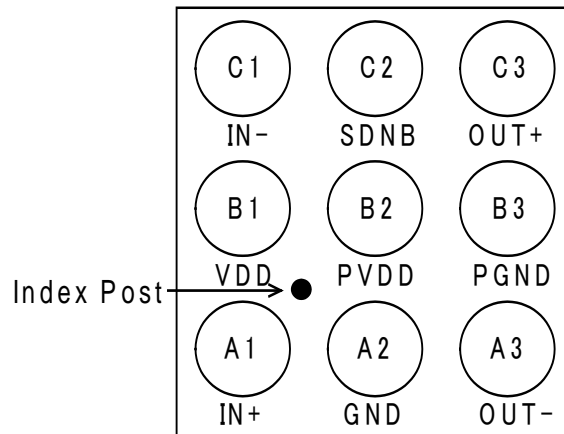 C1 C2 C3
IN- SDNB OUT+
B1 B2 B3
VDD PVDD PGND
Index Post
A1 A2 A3
IN+ GND OUT-